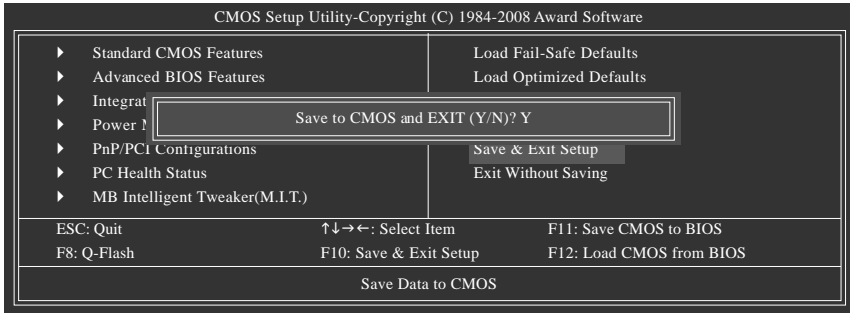 CMOS Setup Utility-Copyright (C) 1984-2008 Award Software
Standard CMOS Features
Advanced BIOS Features
Power
PnP/PCI Configurations
PC Health Status
MB Intelligent Tweaker(M.I.T.)
Load Fail-Safe Defaults
Load Optimized Defaults
Save & Exit Setup
Exit Without Saving
Save to CMOS and EXIT (Y/N)? Y
ESC: Quit ↑↓→←: Select Item F11: Save CMOS to BIOS
F8: Q-Flash F10: Save & Exit Setup F12: Load CMOS from BIOS
Save Data to CMOS